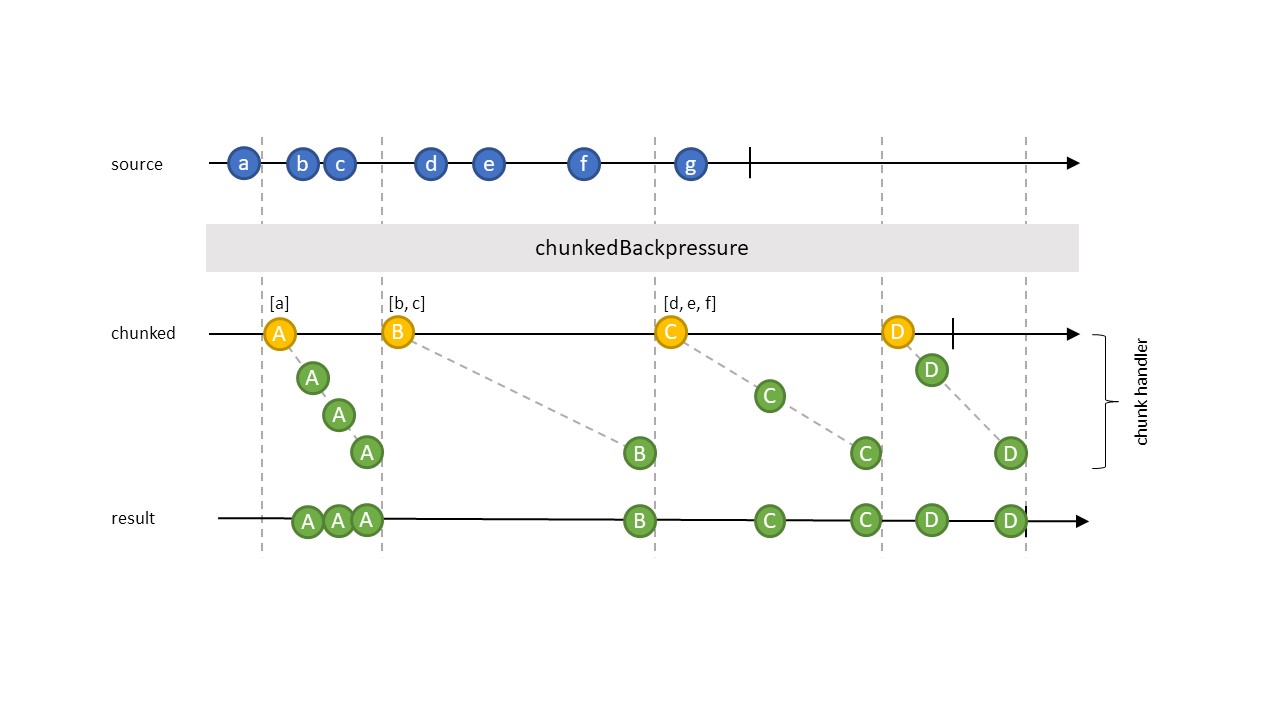 source
a b c d e f g
chunkedBackpressure
[a] [b, c] [d, e, f]
chunked
A B C D
A D
A C
A B C D
chunk handler
result
A A A B C C D D